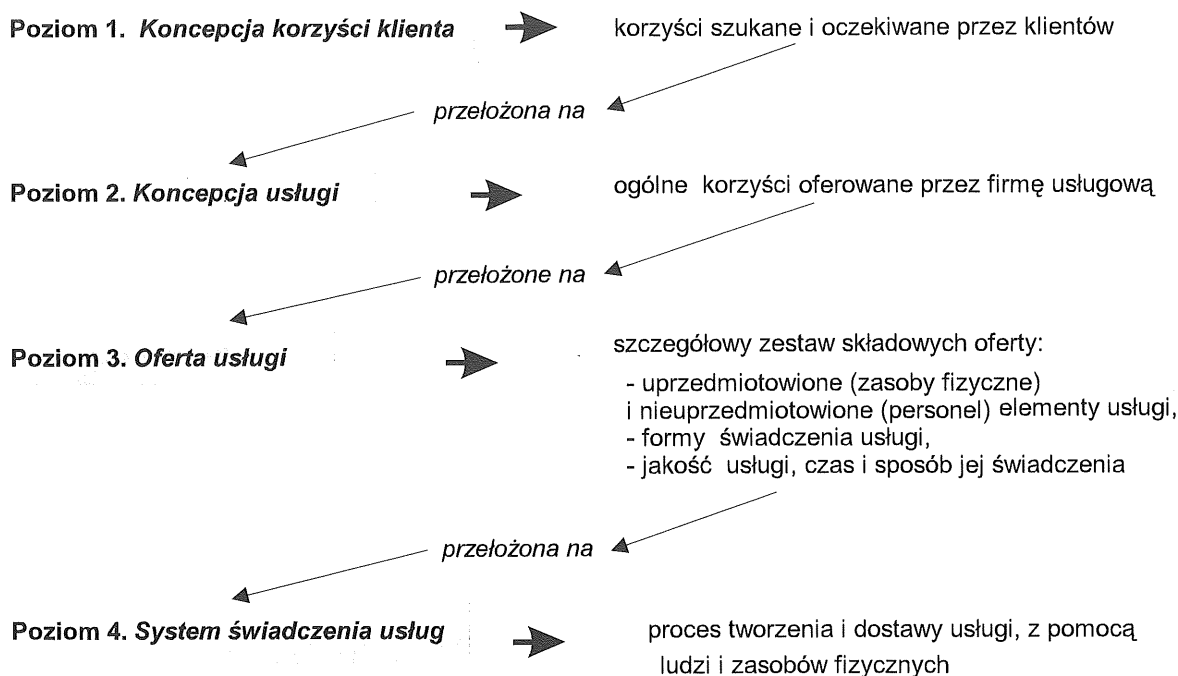 Poziom 1. Koncepcja korzyści klienta korzyści szukane i oczekiwane przez klientów
przełożona na
Poziom 2. Koncepcja usługi ogólne korzyści oferowane przez firmę usługową
przełożone na
Poziom 3. Oferta usługi szczegółowy zestaw składowych oferty:
- uprzedmiotowione (zasoby fizyczne)
i nieuprzedmiotowione (personel) elementy usługi,
- formy świadczenia usługi,
- jakość usługi, czas i sposób jej świadczenia
przełożona na
Poziom 4. System świadczenia usług proces tworzenia i dostawy usługi, z pomocą
ludzi i zasobów fizycznych